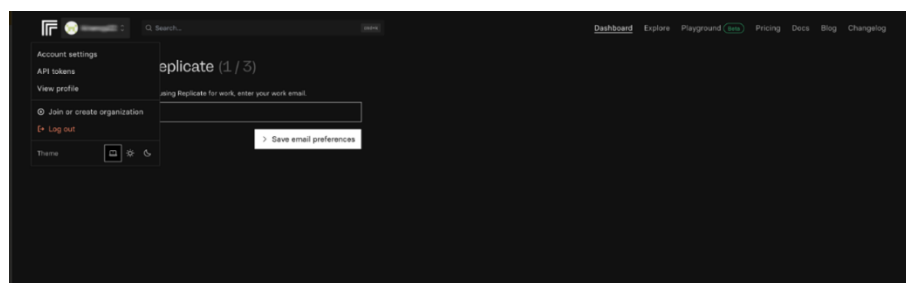 Search...
Dashboard Explore Playground Beta Pricing Docs Blog Changelog
Account settings
API tokens
View profile
Join or create organization
Log out
Theme
eplicate (1 / 3)
using Replicate for work, enter your work email.
Save email preferences